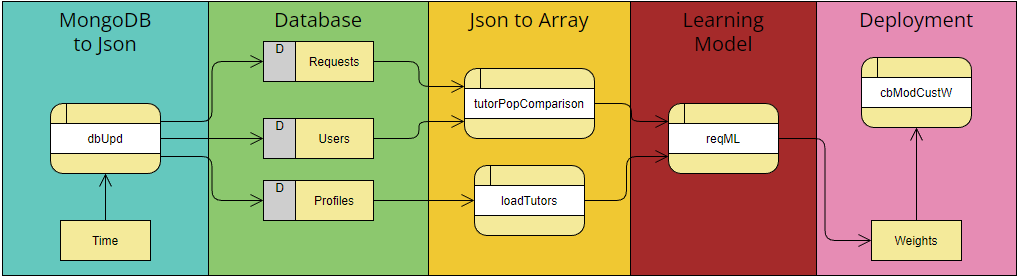 MongoDB
to Json
Database
Json to Array
Learning
Model
Deployment
D
Requests
tutorPopComparison
cbModCustW
dbUpd
D
Users
reqML
D
Profiles
loadTutors
Time
Weights